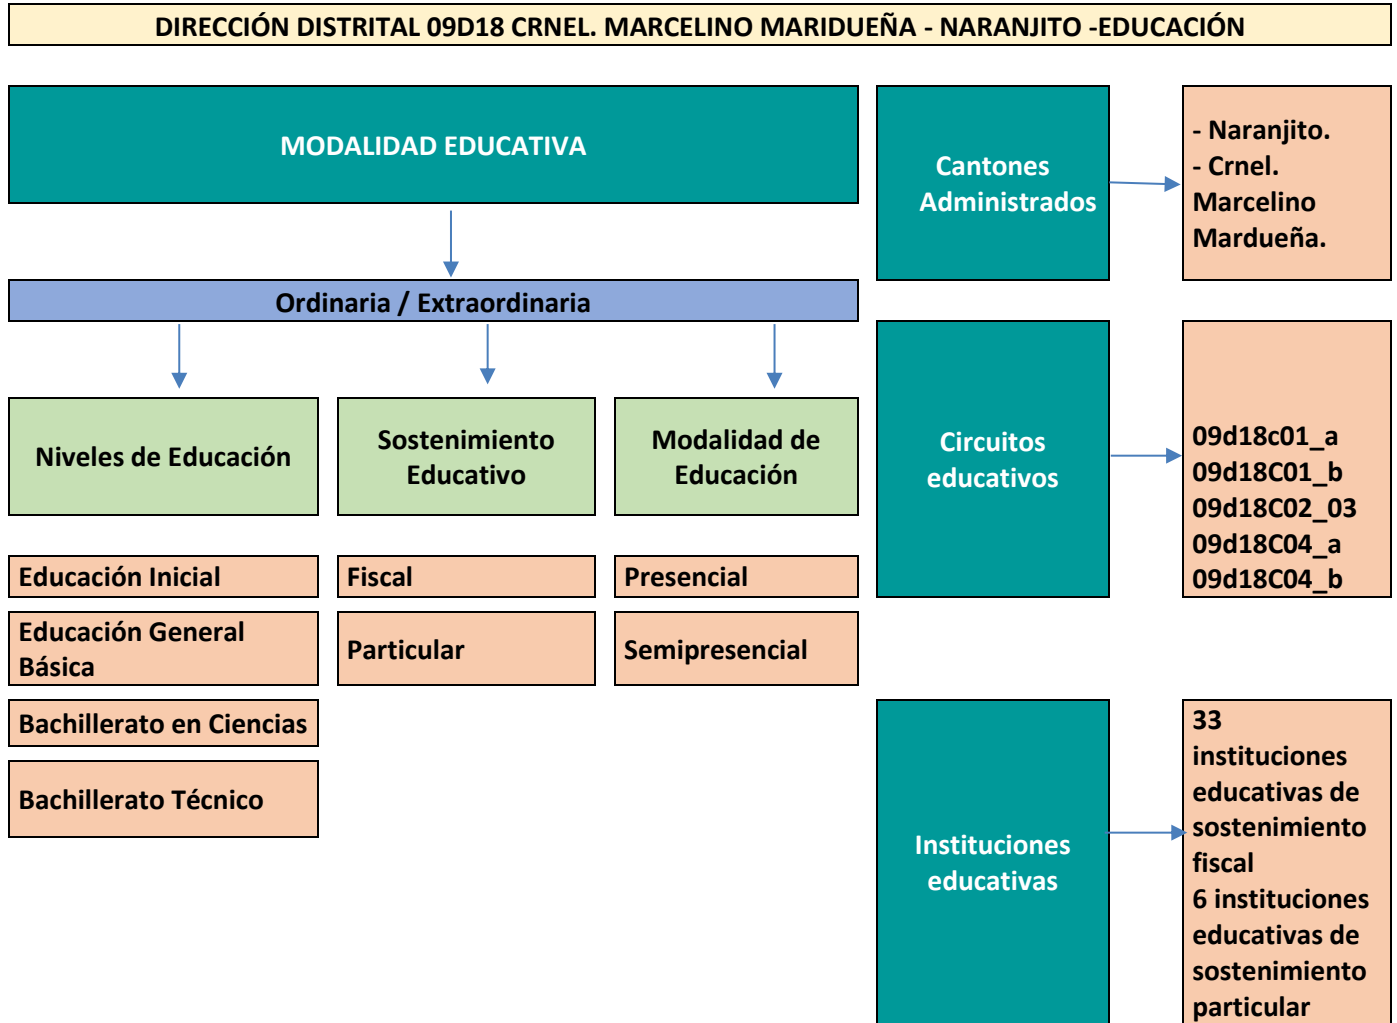 DIRECCIÓN DISTRITAL 09D18 CRNEL. MARCELINO MARIDUEÑA - NARANJITO -EDUCACIÓN
MODALIDAD EDUCATIVA
Ordinaria / Extraordinaria
Niveles de Educación
Educación Inicial
Educación General
Básica
Bachillerato en Ciencias
Bachillerato Técnico
Sostenimiento
Educativo
Fiscal
Particular
Modalidad de
Educación
Presencial
Semipresencial
Cantones
Administrados
- Naranjito.
- Crnel.
Marcelino
Mardueña.
Circuitos
educativos
09d18c01_a
09d18C01_b
09d18C02_03
09d18C04_a
09d18C04_b
Instituciones
educativas
33
instituciones
educativas de
sostenimiento
fiscal
6 instituciones
educativas de
sostenimiento
particular